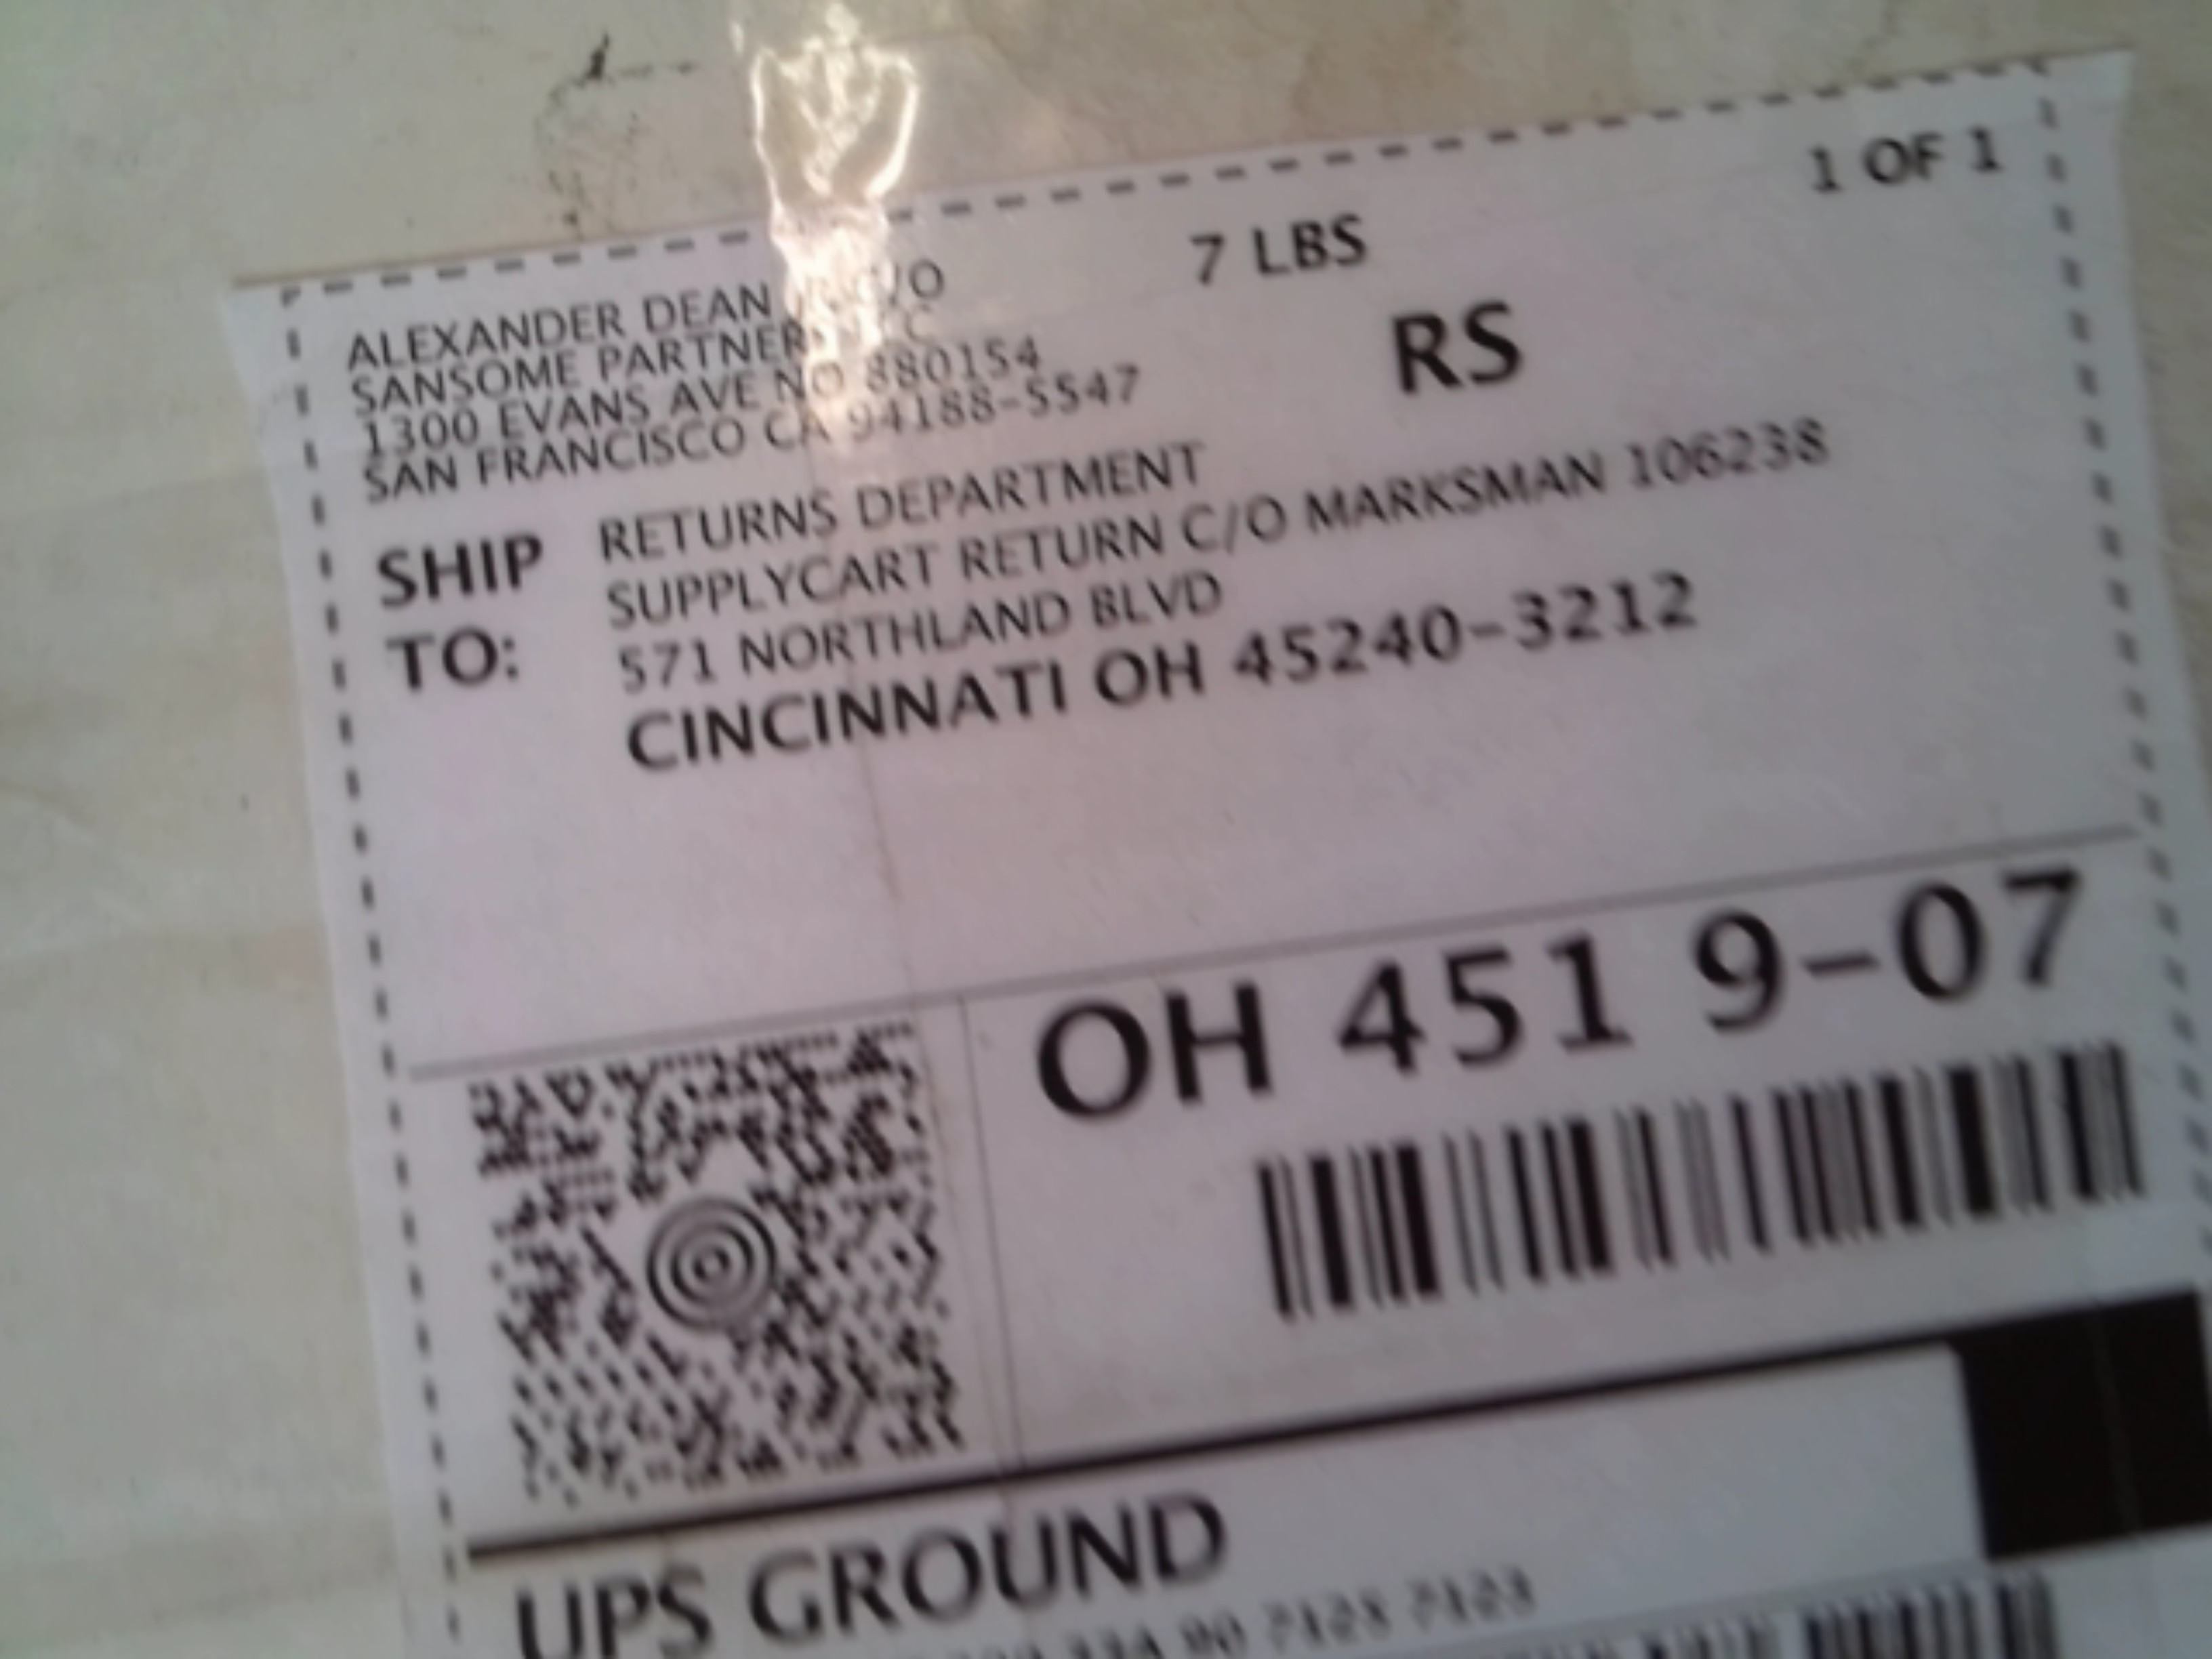 1 OF 1
7 LBS
RS
ALEXANDER DEAN
SANSOME PARTNERS
1300 EVANS AVE NO 880154
SAN FRANCISCO CA 94188-5547
SHIP TO:
RETURNS DEPARTMENT
SUPPLYCART RETURN C/O MARKSMAN 106238
571 NORTHLAND BLVD
CINCINNATI OH 45240-3212
OH 451 9-07
UPS GROUND